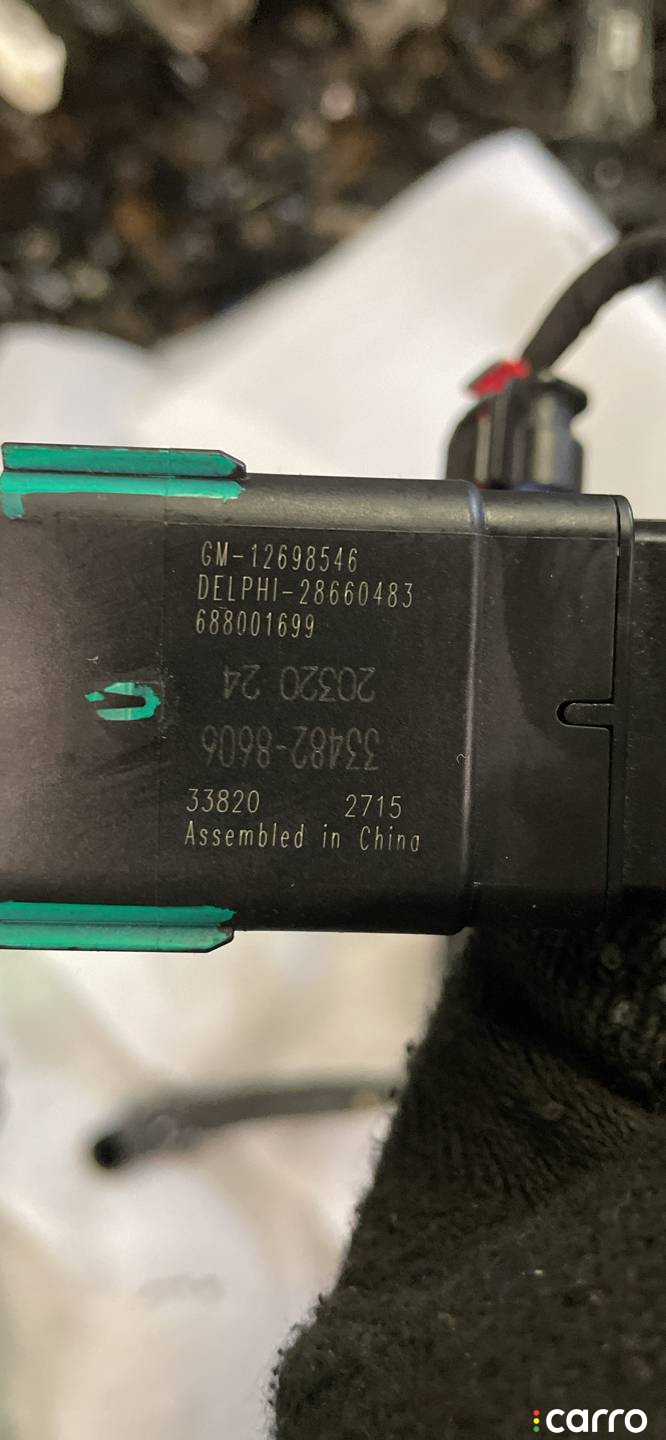 GM-12698546
DELPHI-28660483
688001699
20320 24
33482-8606
33820 2715
Assembled in China
carro